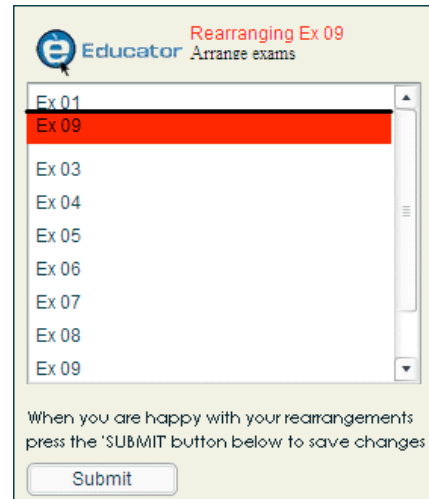 Rearranging Ex 09
Educator Arrange exams
Ex 01
Ex 09
Ex 03
Ex 04
Ex 05
Ex 06
Ex 07
Ex 08
Ex 09
When you are happy with your rearrangements
press the 'SUBMIT button below to save changes
Submit